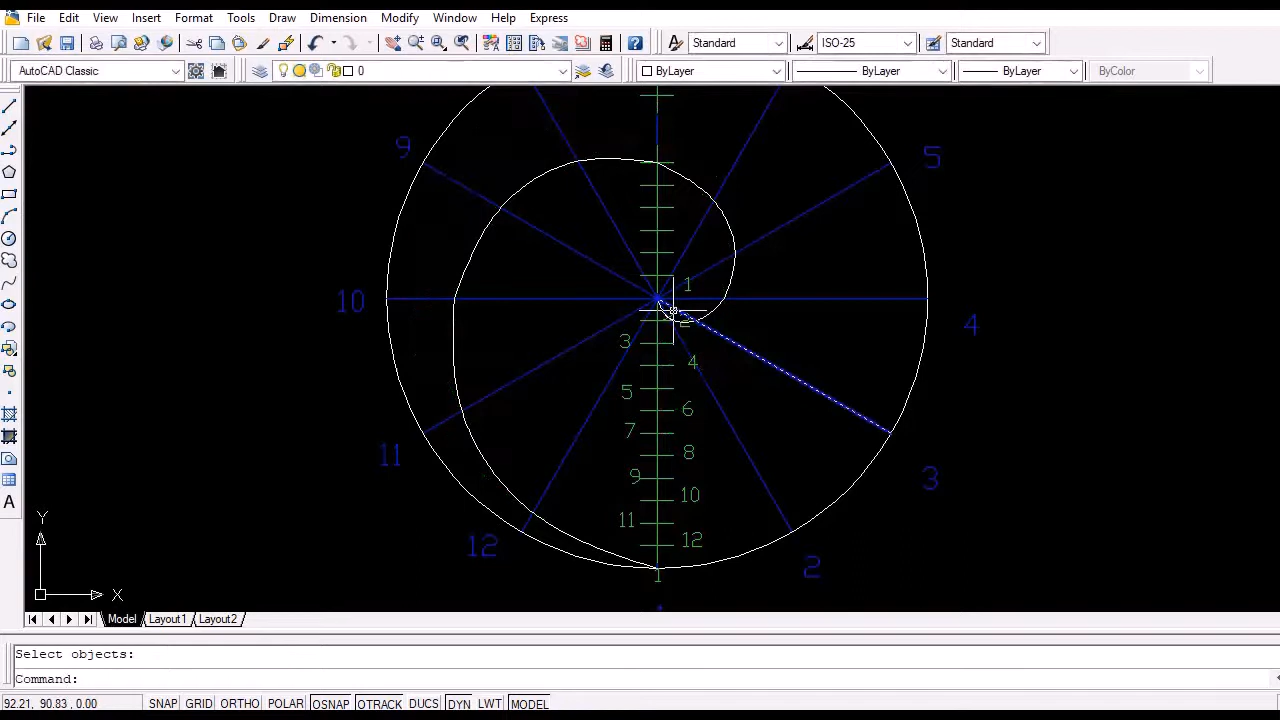 File Edit View Insert Format Tools Draw Dimension Modify Window Help Express
Standard ISO-25 Standard
AutoCAD Classic 0 ByLayer ByLayer ByLayer ByColor
9
5
1
10
2
4
3
4
5
6
7
11
8
3
9
10
11
12
12
2
1
Y
X
A
Model Layout1 Layout2
Select objects:
Command:
92.21, 90.83, 0.00 SNAP GRID ORTHO POLAR OSNAP OTRACK DUCS DYN LWT MODEL